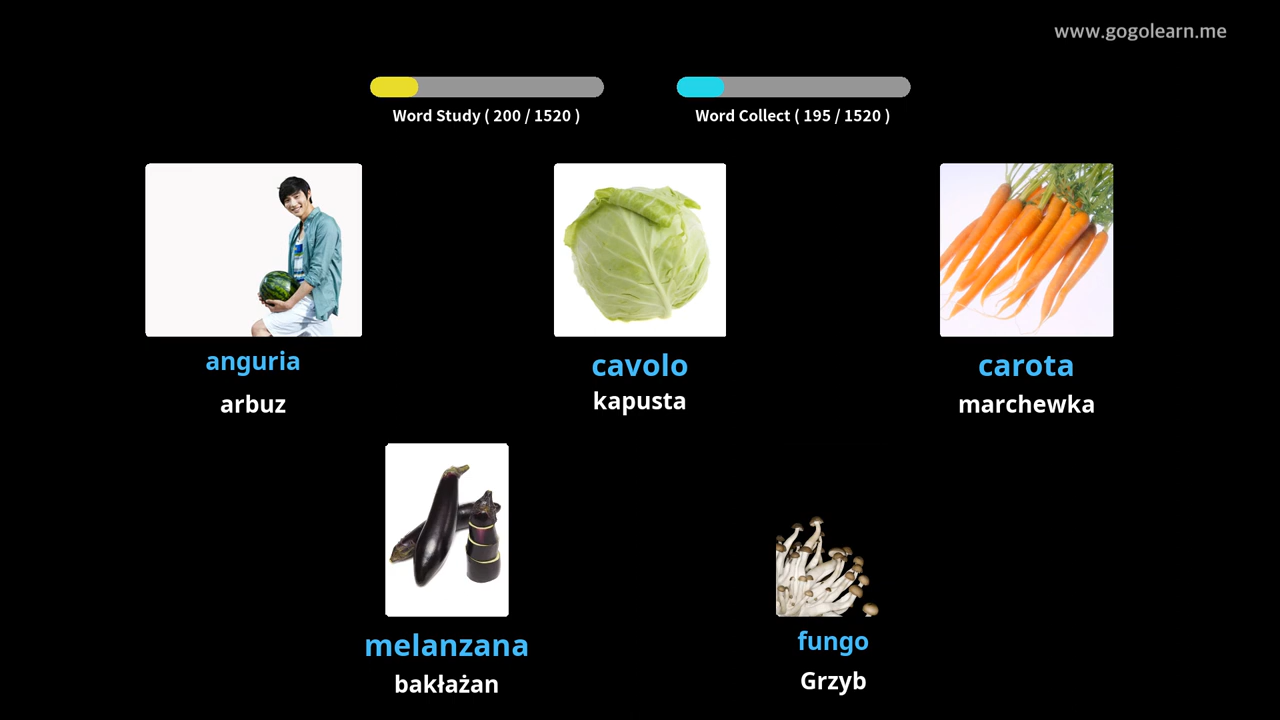 www.gogolearn.me
Word Study ( 200 / 1520 )
Word Collect ( 195 / 1520 )
anguria
arbuz
cavolo
kapusta
carota
marchewka
melanzana
bakłażan
fungo
Grzyb